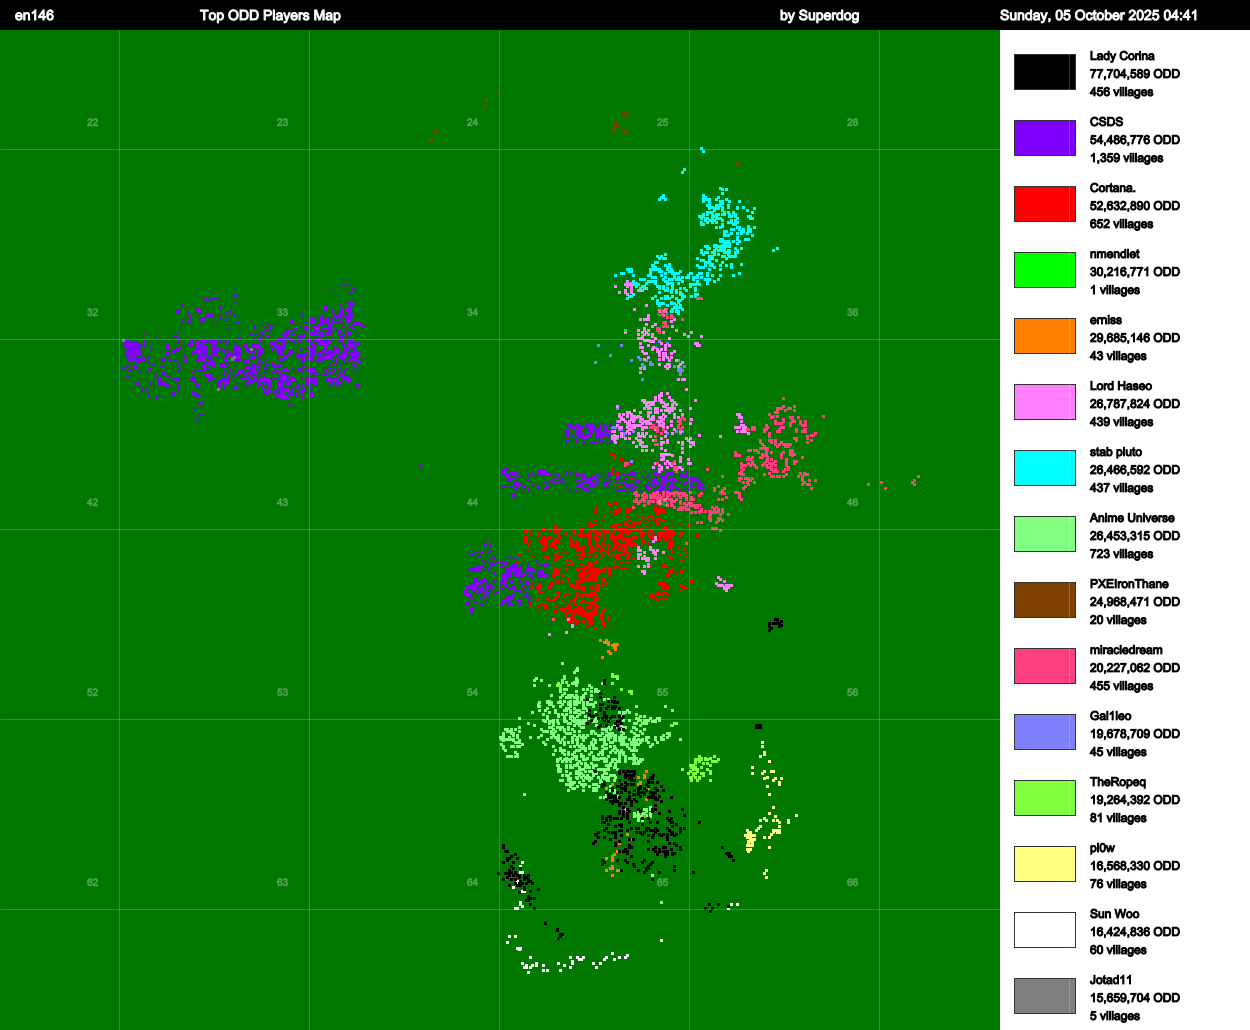 en146 Top ODD Players Map by Superdog Sunday, 05 October 2025 04:41
Lady Corina
77,704,589 ODD
456 villages
22 23 24 25 26
CSDS
54,486,776 ODD
1,359 villages
Cortana.
52,632,890 ODD
652 villages
nmendlet
30,216,771 ODD
1 villages
32 33 34 36
emiss
29,685,146 ODD
43 villages
Lord Haseo
26,787,824 ODD
439 villages
stab pluto
26,466,592 ODD
437 villages
42 43 44 46
Anime Universe
26,453,315 ODD
723 villages
PXEIronThane
24,968,471 ODD
20 villages
miracledream
20,227,062 ODD
455 villages
52 53 54 55 56
Gal1leo
19,678,709 ODD
45 villages
TheRopeq
19,264,392 ODD
81 villages
pl0w
16,568,330 ODD
76 villages
62 63 64 65 66
Sun Woo
16,424,836 ODD
60 villages
Jotad11
15,659,704 ODD
5 villages